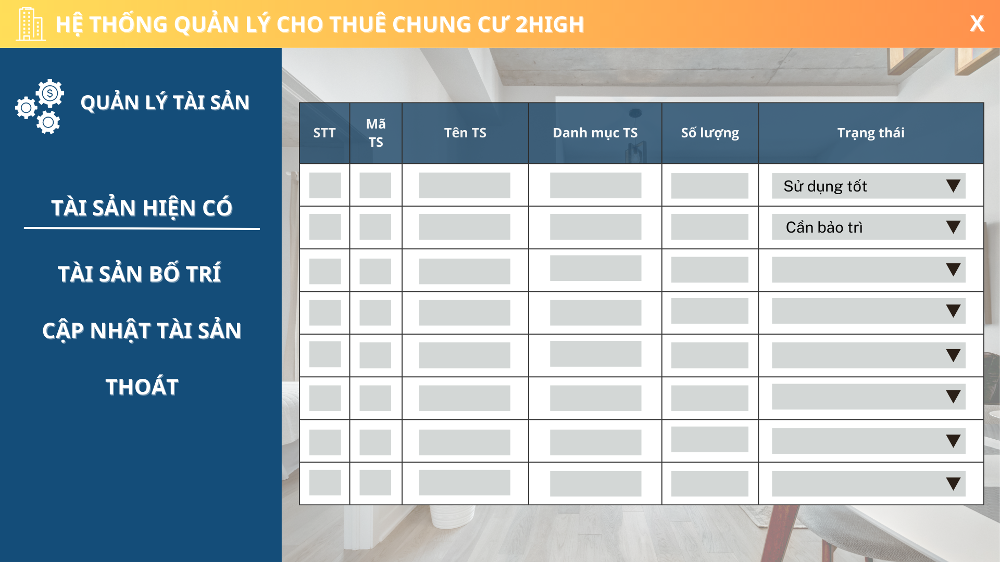 HỆ THỐNG QUẢN LÝ CHO THUÊ CHUNG CƯ 2HIGH
X
$
QUẢN LÝ TÀI SẢN
TÀI SẢN HIỆN CÓ
TÀI SẢN BỐ TRÍ
CẬP NHẬT TÀI SẢN
THOÁT
STT
Mã
TS
Tên TS
Danh mục TS
Số lượng
Trạng thái
Sử dụng tốt
Cần bảo trì